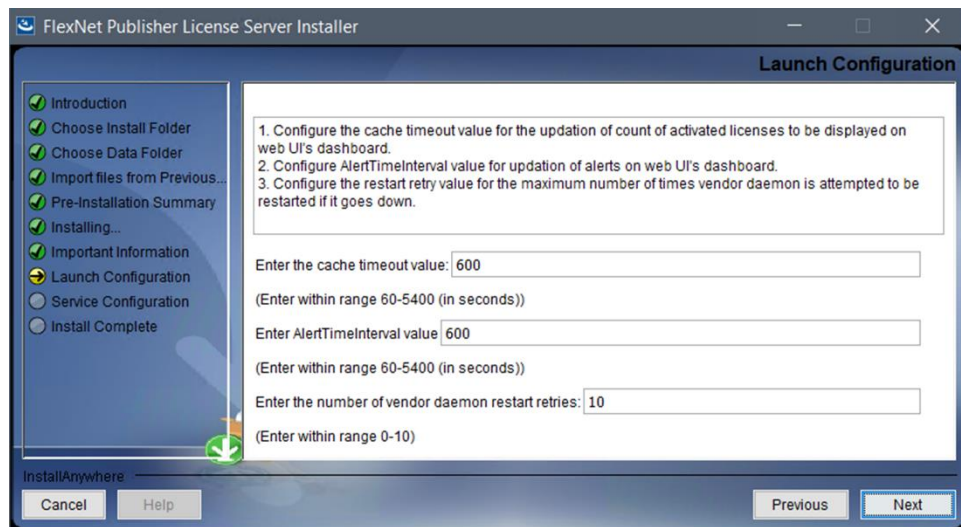 FlexNet Publisher License Server Installer
Launch Configuration
Introduction
Choose Install Folder
Choose Data Folder
Import files from Previous...
Pre-Installation Summary
Installing...
Important Information
Launch Configuration
Service Configuration
Install Complete
1. Configure the cache timeout value for the updation of count of activated licenses to be displayed on
web UI's dashboard.
2. Configure AlertTimeInterval value for updation of alerts on web UI's dashboard.
3. Configure the restart retry value for the maximum number of times vendor daemon is attempted to be
restarted if it goes down.
Enter the cache timeout value: 600
(Enter within range 60-5400 (in seconds))
Enter AlertTimeInterval value 600
(Enter within range 60-5400 (in seconds))
Enter the number of vendor daemon restart retries: 10
(Enter within range 0-10)
InstallAnywhere
Cancel Help Previous Next